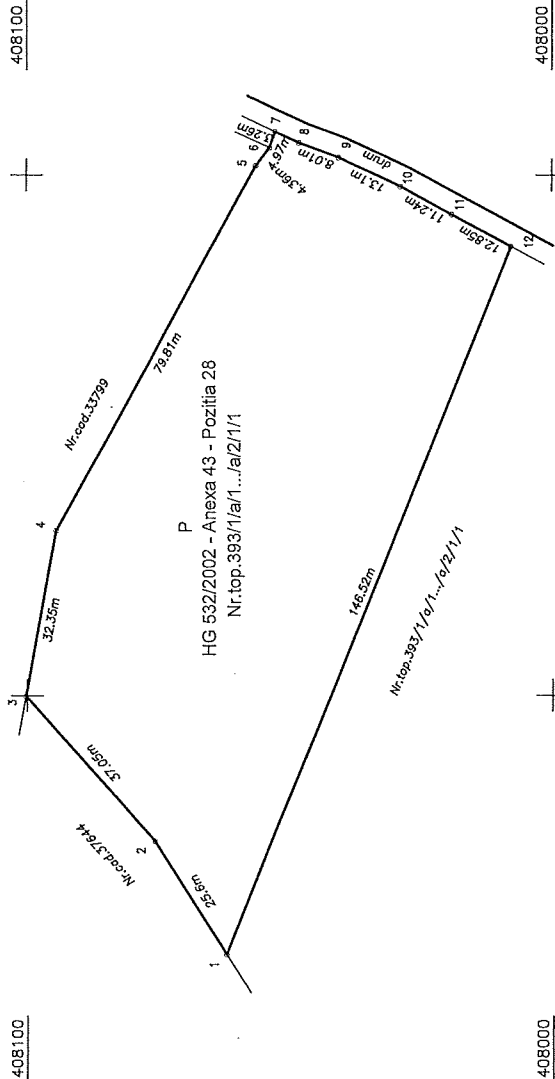 408100
408000
3.26m
7
6
5
8
4.36m
4.97m
9
8.01m
drum
13.1m
10
11.24m
11
12.85m
12
Nr.cad.33799
79.81m
P
HG 532/2002 - Anexa 43 - Pozitia 28
Nr.top.393/1/a/1.../a/2/1/1
4
32.35m
146.52m
Nr.top.393/1/a/1.../a/2/1/1
3
37.05m
Nr.cad.37644
2
25.6m
1
408100
408000